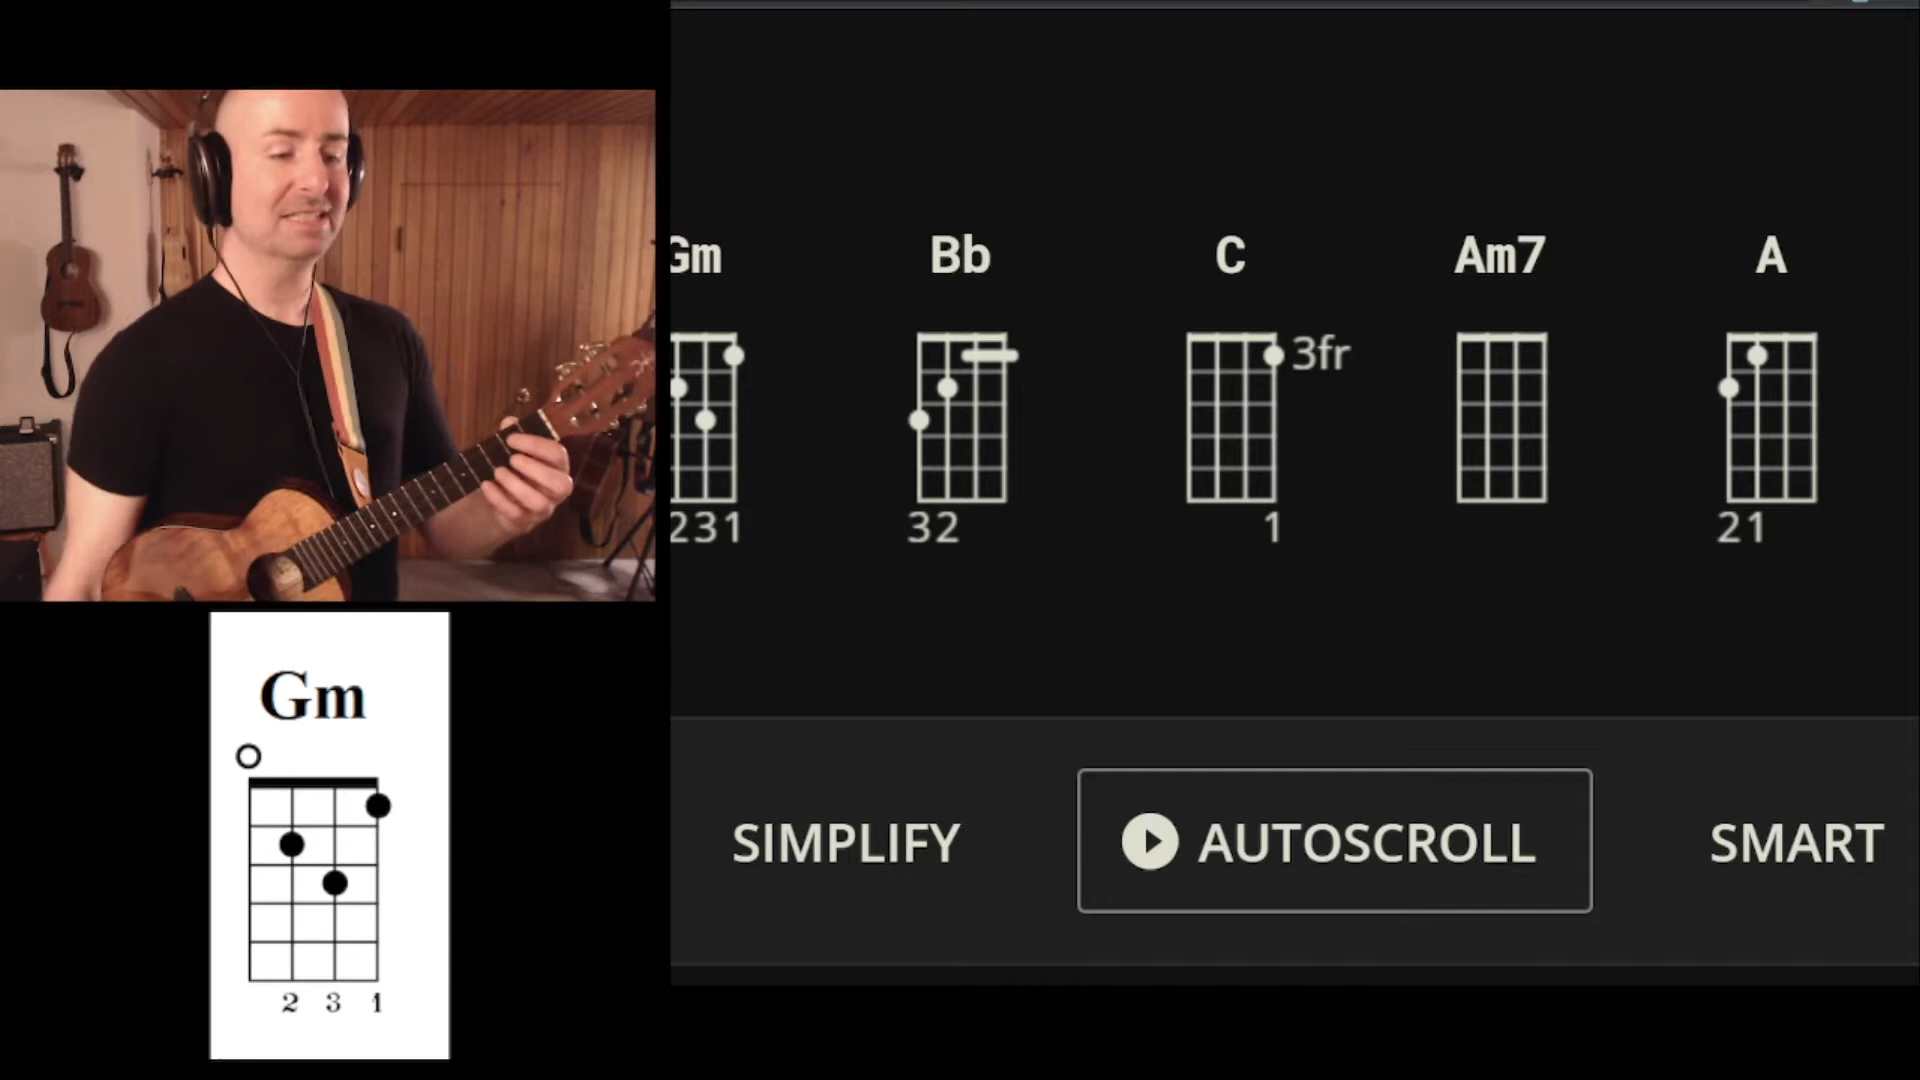 Gm Bb C Am7 A
3fr
231 32 1 21
SIMPLIFY AUTOSCROLL SMART
Gm
2 3 1